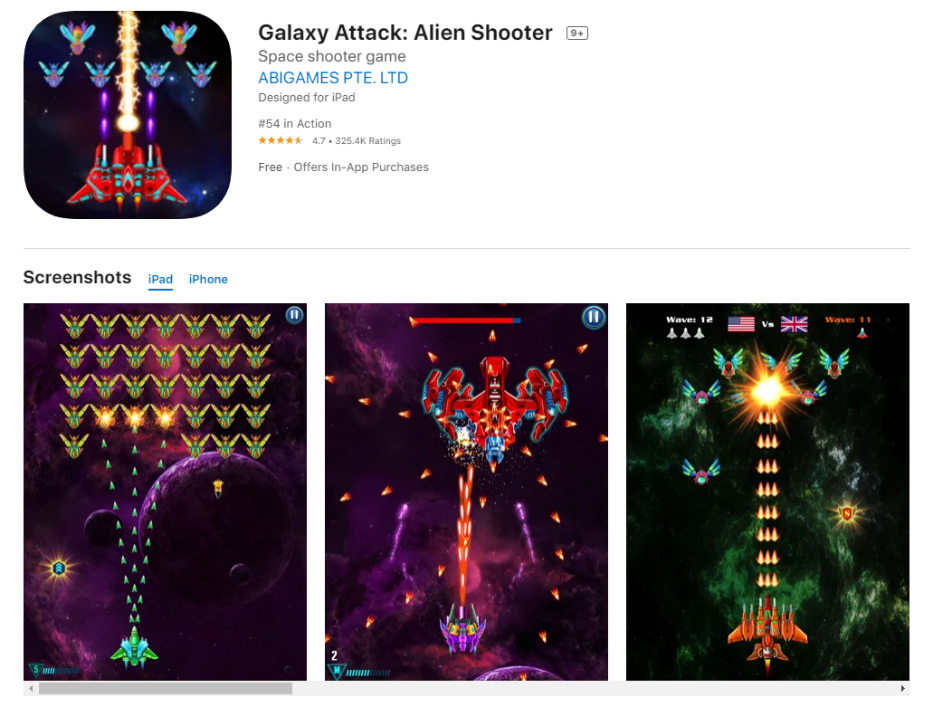 Galaxy Attack: Alien Shooter 9+
Space shooter game
ABIGAMES PTE. LTD
Designed for iPad
#54 in Action
4.7 • 325.4K Ratings
Free · Offers In-App Purchases
Screenshots iPad iPhone
Wave: 12 Vs Wave: 11
5
2
M
S